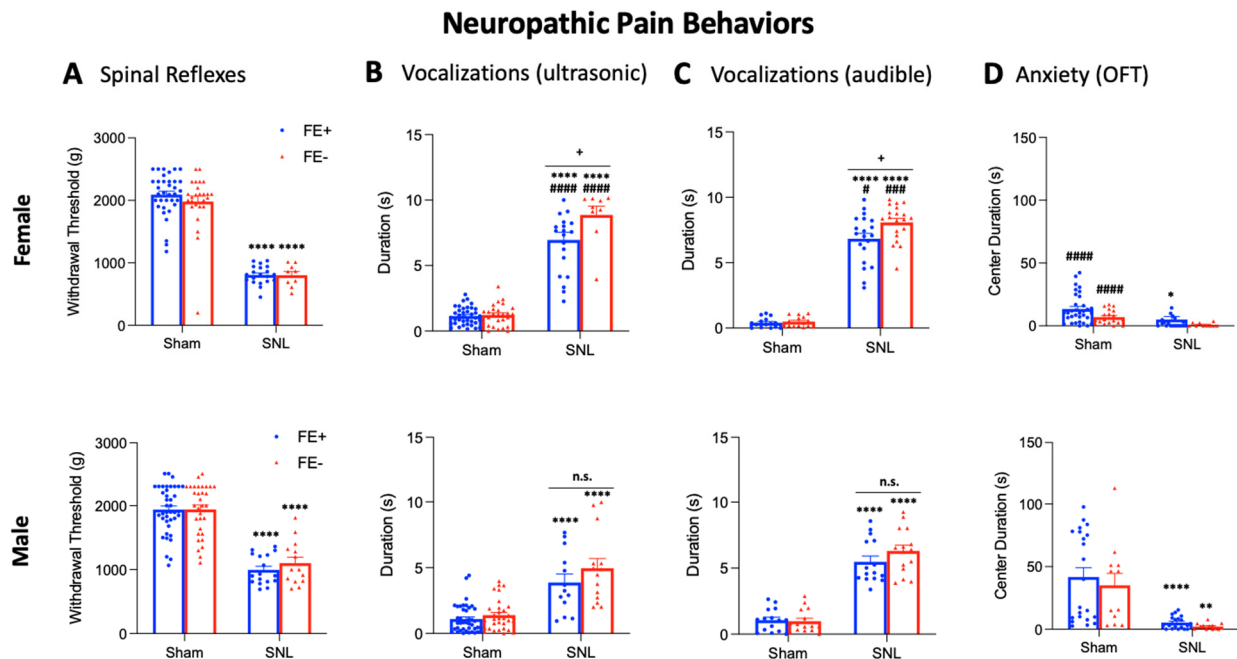 Neuropathic Pain Behaviors
A Spinal Reflexes
B Vocalizations (ultrasonic)
C Vocalizations (audible)
D Anxiety (OFT)
Female
Withdrawal Threshold (g)
3000
2000
1000
0
FE+
FE-
**** ****
Sham
SNL
Duration (s)
15
10
5
0
+
**** ****
#### ####
Sham
SNL
Duration (s)
15
10
5
0
+
**** ****
# ###
Sham
SNL
Center Duration (s)
150
100
50
0
####
####
*
Sham
SNL
Male
Withdrawal Threshold (g)
3000
2000
1000
0
FE+
FE-
****
****
Sham
SNL
Duration (s)
15
10
5
0
n.s.
****
****
Sham
SNL
Duration (s)
15
10
5
0
n.s.
****
****
Sham
SNL
Center Duration (s)
150
100
50
0
****
**
Sham
SNL